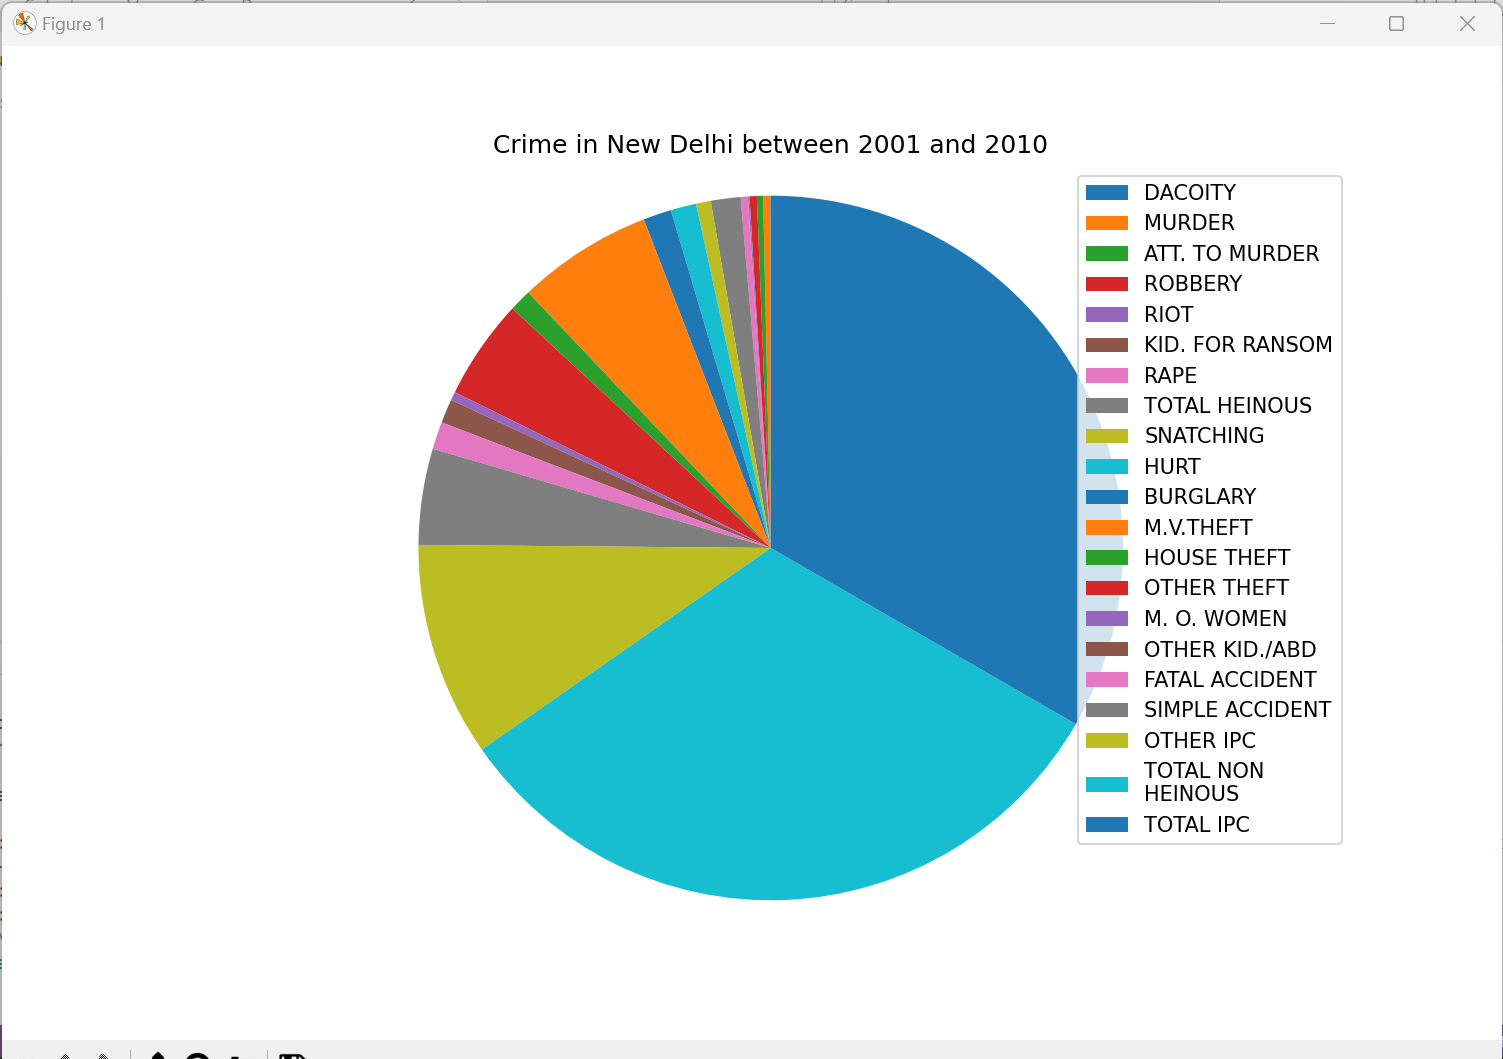 Figure 1
Crime in New Delhi between 2001 and 2010
DACOITY
MURDER
ATT. TO MURDER
ROBBERY
RIOT
KID. FOR RANSOM
RAPE
TOTAL HEINOUS
SNATCHING
HURT
BURGLARY
M.V.THEFT
HOUSE THEFT
OTHER THEFT
M. O. WOMEN
OTHER KID./ABD
FATAL ACCIDENT
SIMPLE ACCIDENT
OTHER IPC
TOTAL NON
HEINOUS
TOTAL IPC